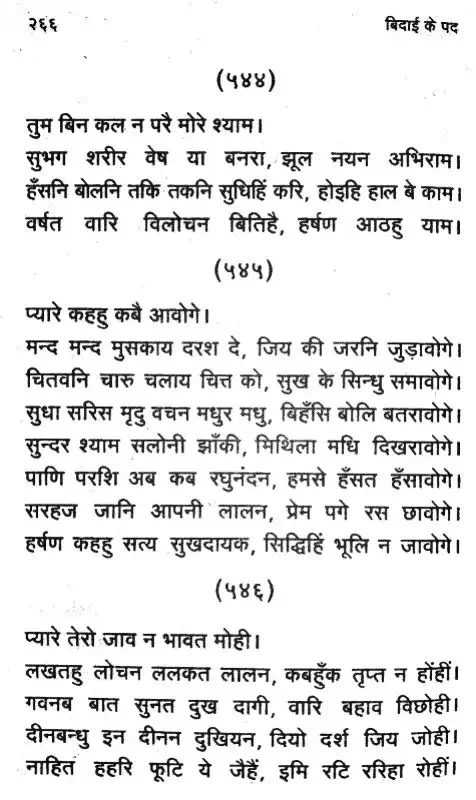 २६६ बिदाई के पद
(५४४)
तुम बिन कल न परै मोरे श्याम।
सुभग शरीर वेष या बनरा, झूल नयन अभिराम।
हँसनि बोलनि तकि तकनि सुधिहिं करि, होइहि हाल बे काम।
वर्षत वारि विलोचन बितिहै, हर्षण आठहु याम।
(५४५)
प्यारे कहहु कबै आवोगे।
मन्द मन्द मुसकाय दरश दे, जिय की जरनि जुड़ावोगे।
चितवनि चारु चलाय चित्त को, सुख के सिन्धु समावोगे।
सुधा सरिस मृदु वचन मधुर मधु, बिहँसि बोलि बतरावोगे।
सुन्दर श्याम सलोनी झाँकी, मिथिला मधि दिखरावोगे।
पाणि परशि अब कब रघुनंदन, हमसे हँसत हँसावोगे।
सरहज जानि आपनी लालन, प्रेम पगे रस छावोगे।
हर्षण कहहु सत्य सुखदायक, सिद्धिहिं भूलि न जावोगे।
(५४६)
प्यारे तेरो जाव न भावत मोही।
लखतहु लोचन ललकत लालन, कबहुँक तृप्त न होंहीं।
गवनब बात सुनत दुख दागी, वारि बहाव विछोही।
दीनबन्धु इन दीनन दुखियन, दियो दर्श जिय जोही।
नाहित हहरि फूटि ये जैहैं, इमि रटि ररिहा रोहीं।